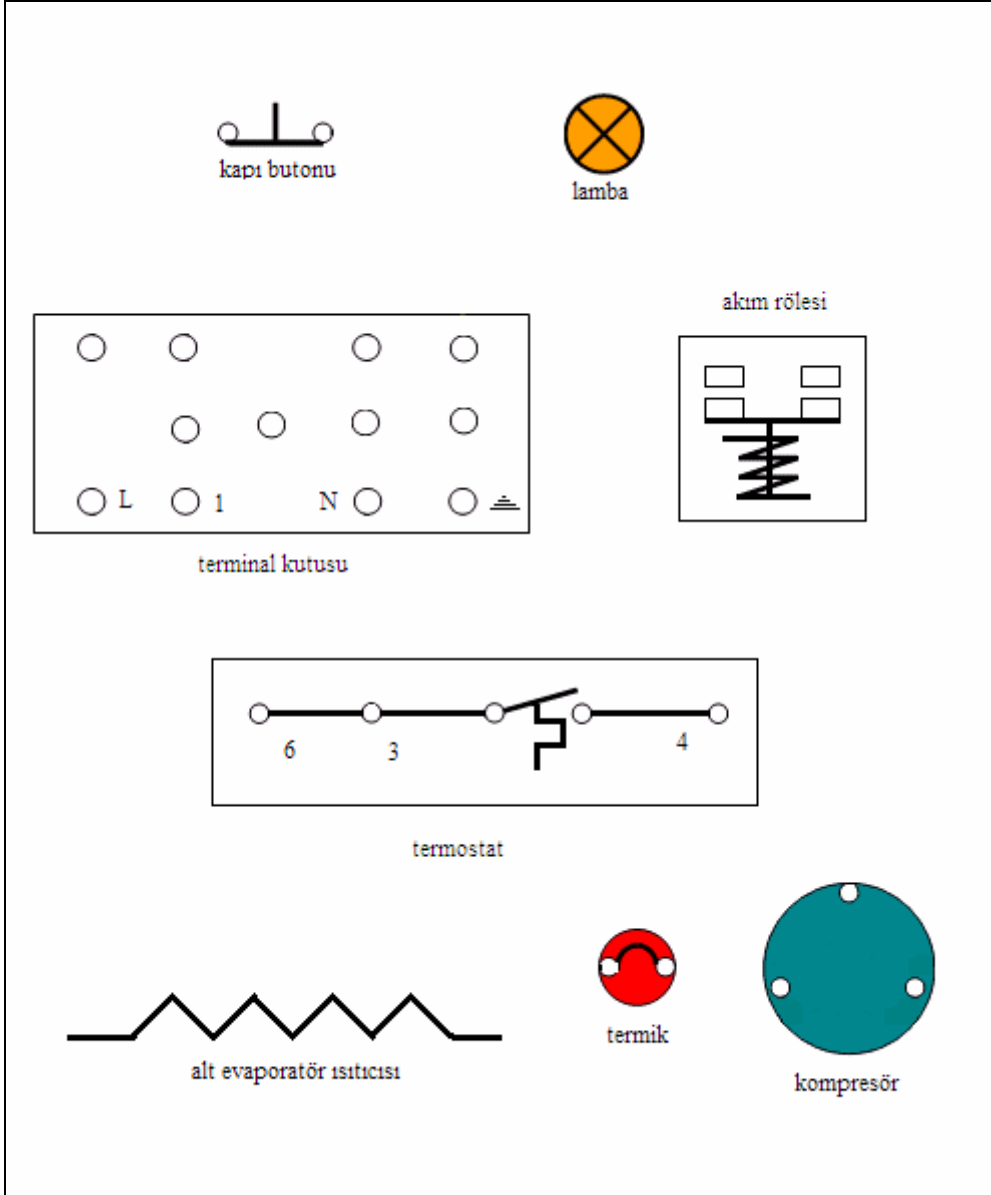 kapı butonu
lamba
akım rölesi
L
1
N
terminal kutusu
6
3
4
termostat
termik
alt evaporatör ısıtıcısı
kompresör